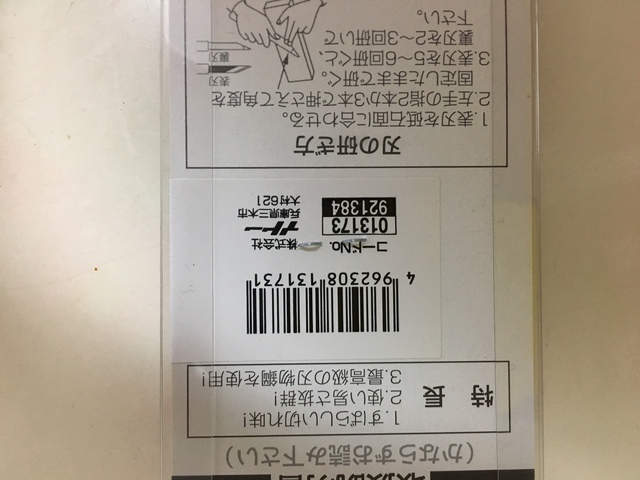 (かならずお読み下さい)
特長
1.すばらしい切れ味!
2.使い易さ抜群!
3.最高級の刃物鋼を使用!
4 962308 131731
コードNo.
013173
921384
株式会社
兵庫県三木市
大村621
刃の研ぎ方
1.表刃を砥石面に合わせる。
2.左手の指2本か3本で押さえて角度を
固定したままで研ぐ。
3.表刃を5~6回研ぐと、
裏刃を2~3回研いで
下さい。
表刃
裏刃